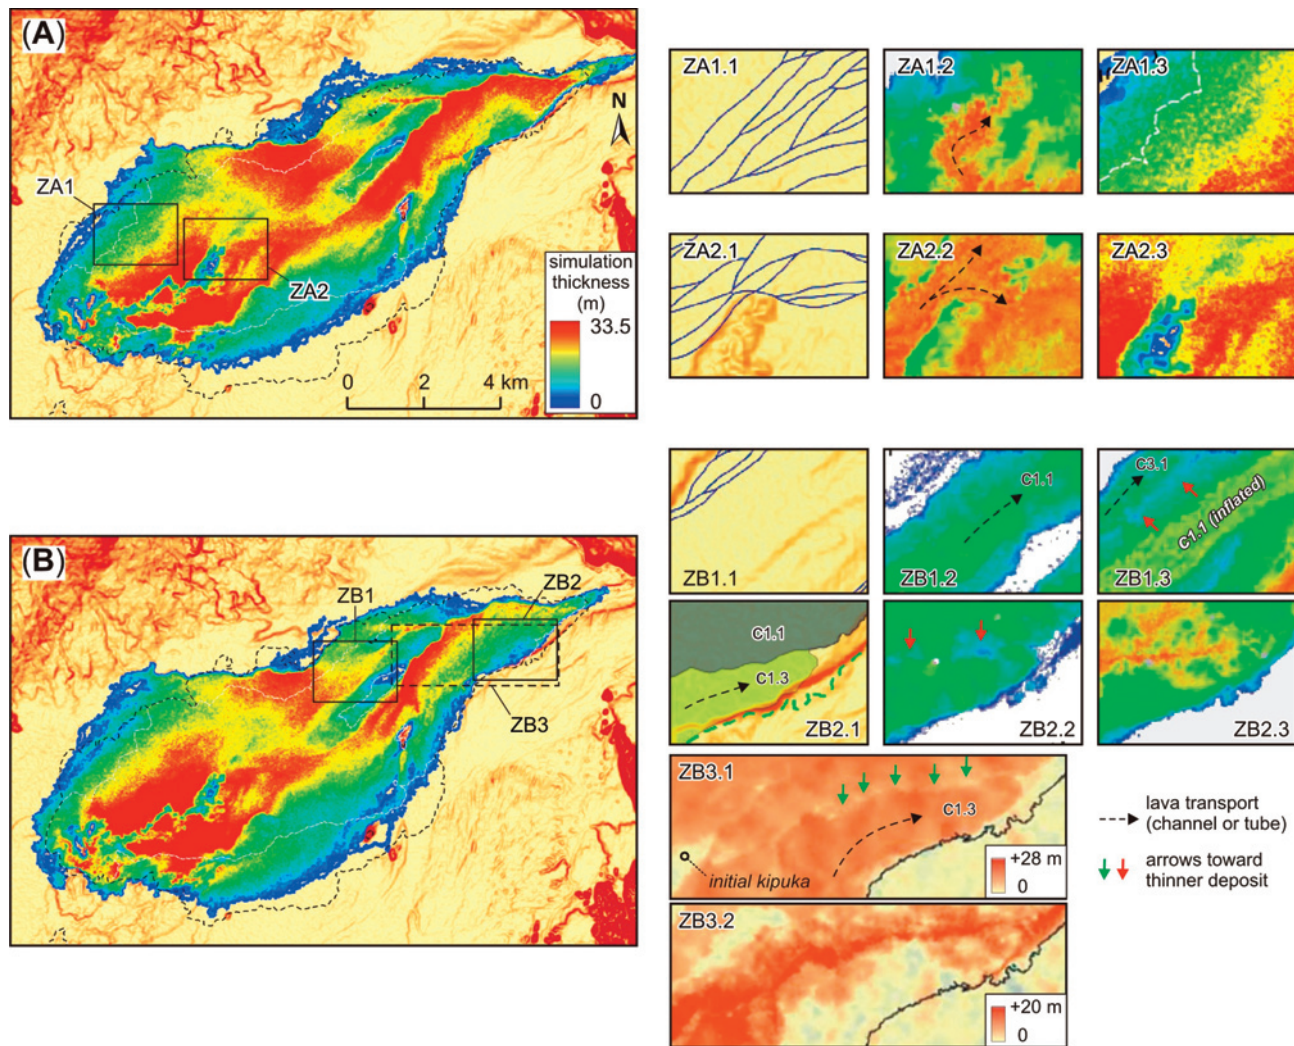 (A)
N
ZA1
ZA2
simulation
thickness
(m)
33.5
0
0 2 4 km
ZA1.1
ZA1.2
ZA1.3
ZA2.1
ZA2.2
ZA2.3
(B)
ZB1
ZB2
ZB3
ZB1.1
C1.1
ZB1.2
C3.1
C1.1 (inflated)
ZB1.3
C1.1
C1.3
ZB2.1
ZB2.2
ZB2.3
ZB3.1
C1.3
initial kipuka
+28 m
0
ZB3.2
+20 m
0
lava transport
(channel or tube)
arrows toward
thinner deposit